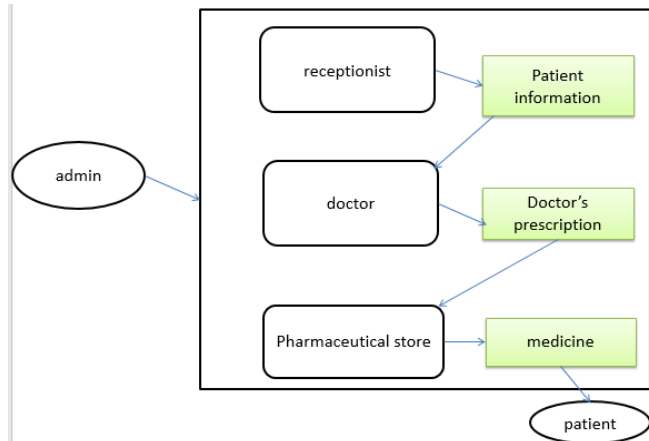 receptionist
Patient
information
admin
doctor
Doctor’s
prescription
Pharmaceutical store
medicine
patient